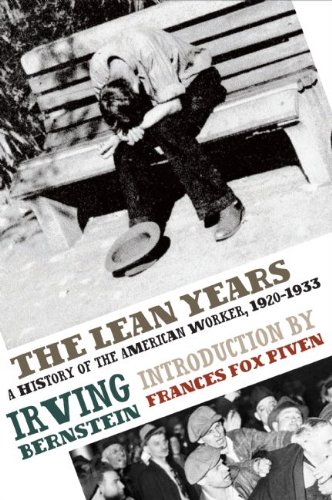 THE LEAN YEARS
A HISTORY OF THE AMERICAN WORKER, 1920–1933
IRVING
BERNSTEIN
INTRODUCTION BY
FRANCES FOX PIVEN